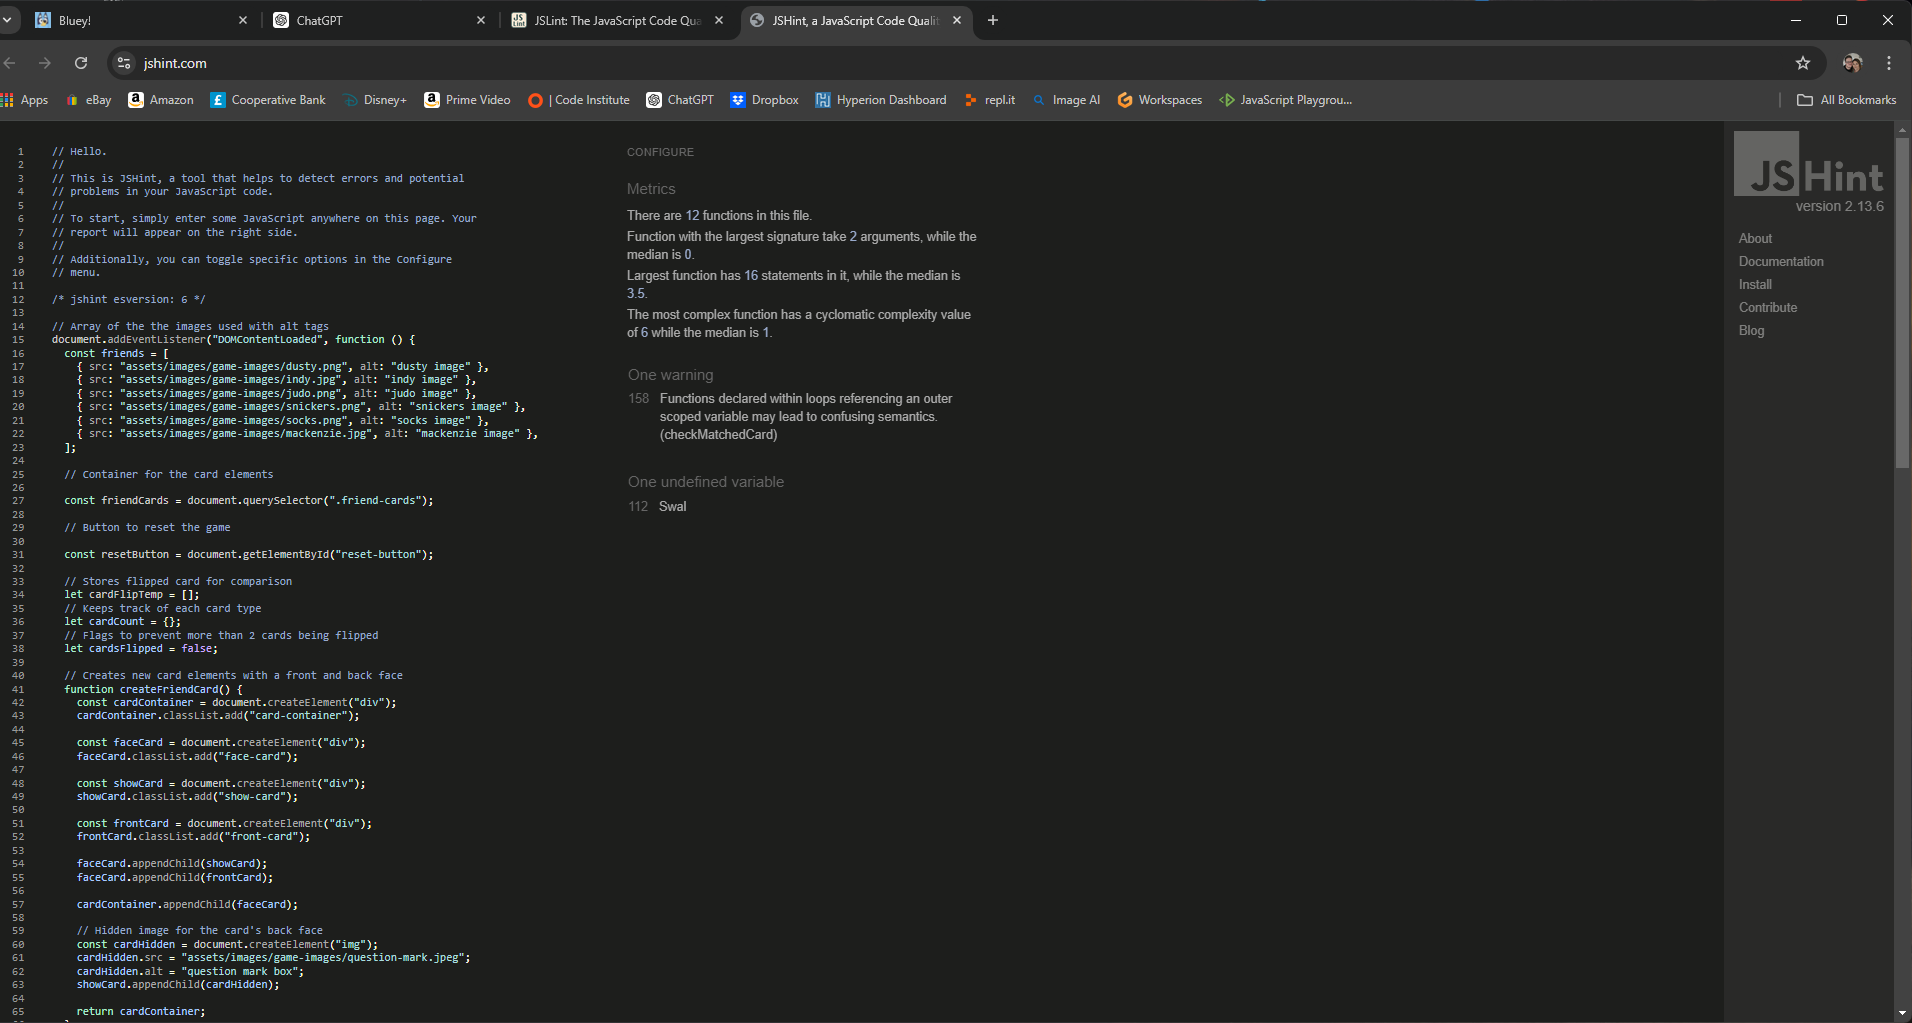 Bluey!
ChatGPT
JSLint: The JavaScript Code Qua
JSHint, a JavaScript Code Qualit
jshint.com
Apps eBay Amazon Cooperative Bank Disney+ Prime Video | Code Institute ChatGPT Dropbox Hyperion Dashboard repl.it Image AI Workspaces JavaScript Playgrou... All Bookmarks
1 // Hello.
2 //
3 // This is JSHint, a tool that helps to detect errors and potential
4 // problems in your JavaScript code.
5 //
6 // To start, simply enter some JavaScript anywhere on this page. Your
7 // report will appear on the right side.
8 //
9 // Additionally, you can toggle specific options in the Configure
10 // menu.
11
12 /* jshint esversion: 6 */
13
14 // Array of the the images used with alt tags
15 document.addEventListener("DOMContentLoaded", function () {
16 const friends = [
17 { src: "assets/images/game-images/dusty.png", alt: "dusty image" },
18 { src: "assets/images/game-images/indy.jpg", alt: "indy image" },
19 { src: "assets/images/game-images/judo.png", alt: "judo image" },
20 { src: "assets/images/game-images/snickers.png", alt: "snickers image" },
21 { src: "assets/images/game-images/socks.png", alt: "socks image" },
22 { src: "assets/images/game-images/mackenzie.jpg", alt: "mackenzie image" },
23 ];
24
25 // Container for the card elements
26
27 const friendCards = document.querySelector(".friend-cards");
28
29 // Button to reset the game
30
31 const resetButton = document.getElementById("reset-button");
32
33 // Stores flipped card for comparison
34 let cardFlipTemp = [];
35 // Keeps track of each card type
36 let cardCount = {};
37 // Flags to prevent more than 2 cards being flipped
38 let cardsFlipped = false;
39
40 // Creates new card elements with a front and back face
41 function createFriendCard() {
42 const cardContainer = document.createElement("div");
43 cardContainer.classList.add("card-container");
44
45 const faceCard = document.createElement("div");
46 faceCard.classList.add("face-card");
47
48 const showCard = document.createElement("div");
49 showCard.classList.add("show-card");
50
51 const frontCard = document.createElement("div");
52 frontCard.classList.add("front-card");
53
54 faceCard.appendChild(showCard);
55 faceCard.appendChild(frontCard);
56
57 cardContainer.appendChild(faceCard);
58
59 // Hidden image for the card's back face
60 const cardHidden = document.createElement("img");
61 cardHidden.src = "assets/images/game-images/question-mark.jpeg";
62 cardHidden.alt = "question mark box";
63 showCard.appendChild(cardHidden);
64
65 return cardContainer;
CONFIGURE
Metrics
There are 12 functions in this file.
Function with the largest signature take 2 arguments, while the
median is 0.
Largest function has 16 statements in it, while the median is
3.5.
The most complex function has a cyclomatic complexity value
of 6 while the median is 1.
One warning
158 Functions declared within loops referencing an outer
scoped variable may lead to confusing semantics.
(checkMatchedCard)
One undefined variable
112 Swal
JSHint
version 2.13.6
About
Documentation
Install
Contribute
Blog